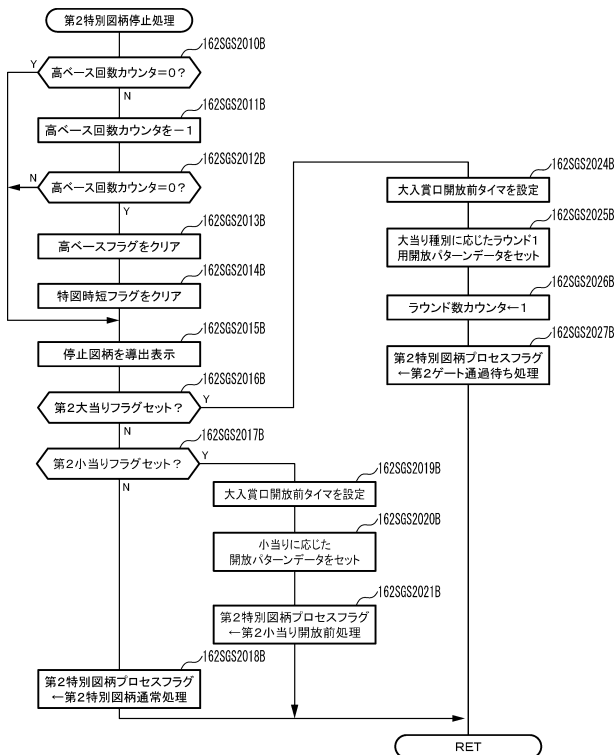 第2特別図柄停止処理
162SGS2010B
高ベース回数カウンタ=0?
Y
N
162SGS2011B
高ベース回数カウンタを－1
162SGS2012B
高ベース回数カウンタ=0?
N
Y
162SGS2013B
高ベースフラグをクリア
162SGS2014B
特図時短フラグをクリア
162SGS2015B
停止図柄を導出表示
162SGS2016B
第2大当りフラグセット?
Y
N
162SGS2017B
第2小当りフラグセット?
Y
N
162SGS2019B
大入賞口開放前タイマを設定
162SGS2020B
小当りに応じた
開放パターンデータをセット
162SGS2021B
第2特別図柄プロセスフラグ
←第2小当り開放前処理
162SGS2018B
第2特別図柄プロセスフラグ
←第2特別図柄通常処理
162SGS2024B
大入賞口開放前タイマを設定
162SGS2025B
大当り種別に応じたラウンド1
用開放パターンデータをセット
162SGS2026B
ラウンド数カウンタ←1
162SGS2027B
第2特別図柄プロセスフラグ
←第2ゲート通過待ち処理
RET